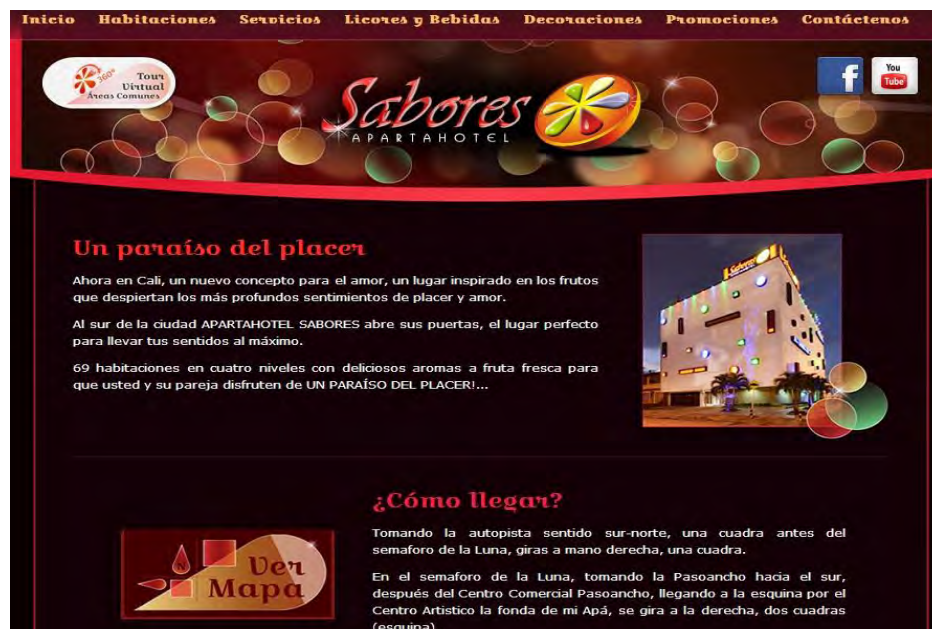 Inicio Habitaciones Servicios Licores y Bebidas Decoraciones Promociones Contáctenos
360°
Tour
Virtual
Áreas Comunes
Sabores
APARTAHOTEL
f
You
Tube
Un paraíso del placer
Ahora en Cali, un nuevo concepto para el amor, un lugar inspirado en los frutos
que despiertan los más profundos sentimientos de placer y amor.
Al sur de la ciudad APARTAHOTEL SABORES abre sus puertas, el lugar perfecto
para llevar tus sentidos al máximo.
69 habitaciones en cuatro niveles con deliciosos aromas a fruta fresca para
que usted y su pareja disfruten de UN PARAÍSO DEL PLACER!...
Sabores
¿Cómo llegar?
Tomando la autopista sentido sur-norte, una cuadra antes del
semaforo de la Luna, giras a mano derecha, una cuadra.
N
Ver
Mapa
En el semaforo de la Luna, tomando la Pasoancho hacia el sur,
después del Centro Comercial Pasoancho, llegando a la esquina por el
Centro Artistico la fonda de mi Apá, se gira a la derecha, dos cuadras
(esquina)